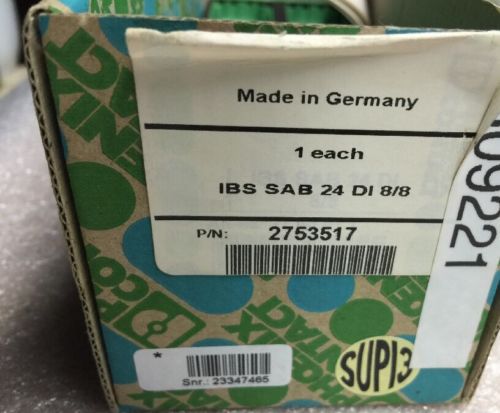 Made in Germany
1 each
IBS SAB 24 DI 8/8
P/N: 2753517
09221
*
Snr.: 23347465
SUPI3